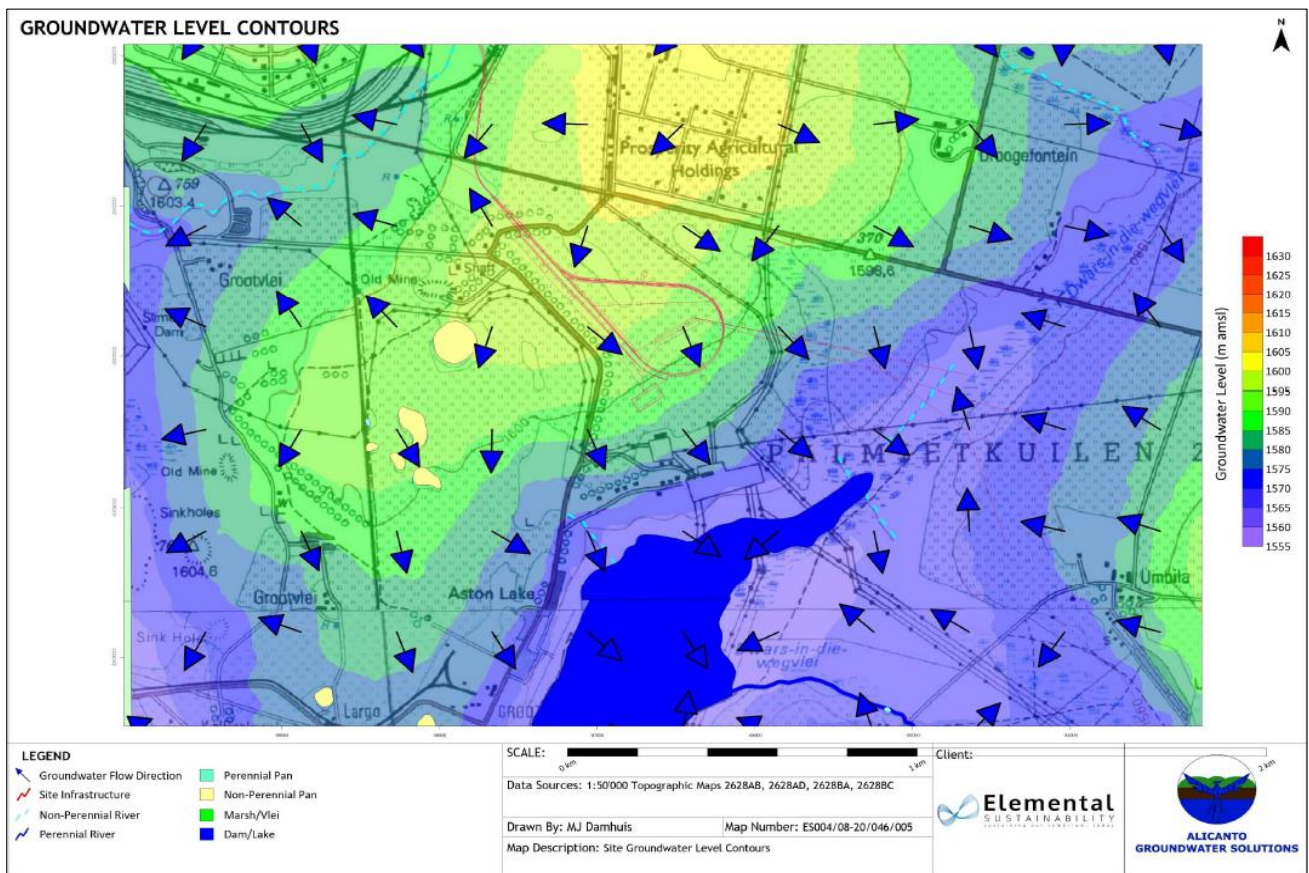 GROUNDWATER LEVEL CONTOURS
N
Prosperity Agricultural
Holdings
Droogefontein
759
1603.4
R
R
370
1598,6
Dwars-in-die-wegvlei
Grootvlei
Old Mine
Shaft
Dam
L
PALMIETKUILEN 2
Old Mine
Sinkholes
1604,6
Grootvlei
R
Aston Lake
Umbila
Sink Hole
Dwars-in-die-
wegvlei
Largo
GROOT
Groundwater Level (m amsl)
1630
1625
1620
1615
1610
1605
1600
1595
1590
1585
1580
1575
1570
1565
1560
1555
LEGEND
Groundwater Flow Direction
Site Infrastructure
Non-Perennial River
Perennial River
Perennial Pan
Non-Perennial Pan
Marsh/Vlei
Dam/Lake
SCALE:
0 km
1 km
2 km
Data Sources: 1:50'000 Topographic Maps 2628AB, 2628AD, 2628BA, 2628BC
Drawn By: MJ Damhuis
Map Number: ES004/08-20/046/005
Map Description: Site Groundwater Level Contours
Client:
Elemental
SUSTAINABILITY
ALICANTO
GROUNDWATER SOLUTIONS